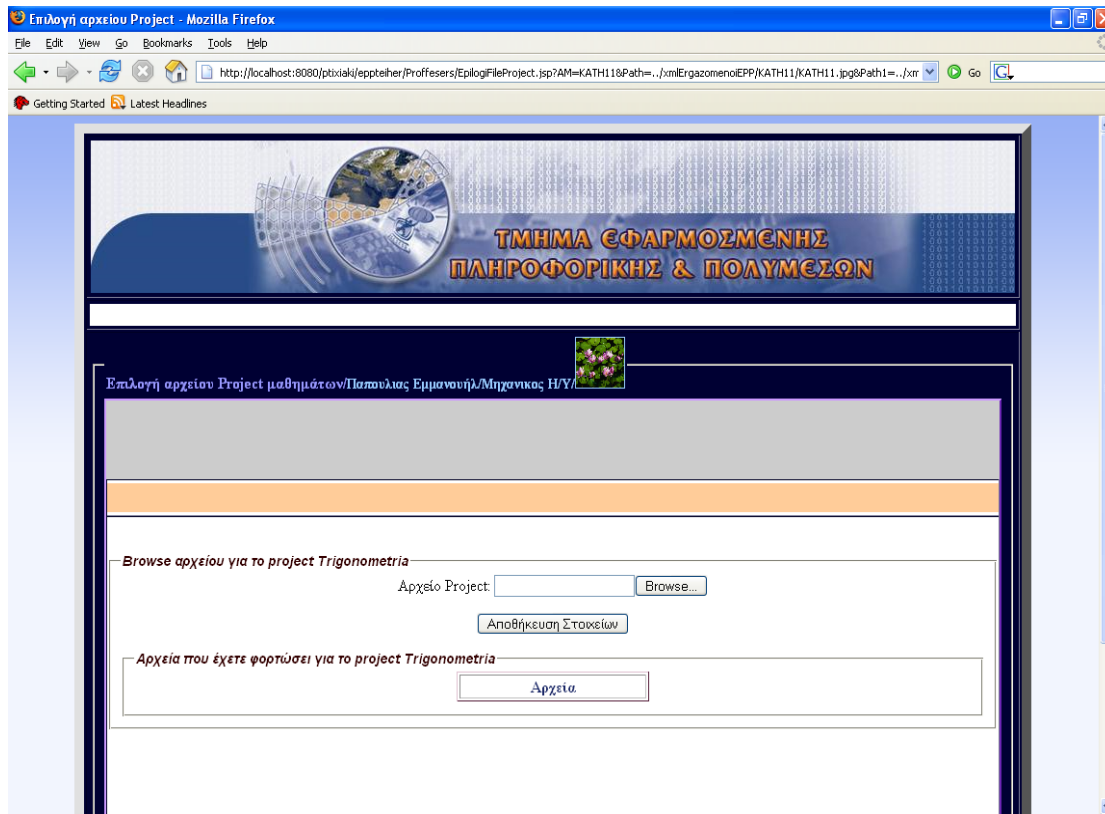 Επιλογή αρχείου Project - Mozilla Firefox
File Edit View Go Bookmarks Tools Help
http://localhost:8080/ptixiaki/eppteiher/Proffesers/EpilogiFileProject.jsp?AM=KATH11&Path=../xmlErgazomenoiEPP/KATH11/KATH11.jpg&Path1=../xm
Go
Getting Started Latest Headlines
ΤΜΗΜΑ ΕΦΑΡΜΟΣΜΕΝΗΣ
ΠΛΗΡΟΦΟΡΙΚΗΣ & ΠΟΛΥΜΕΣΩΝ
Επιλογή αρχείου Project μαθημάτων/Παπουλιας Εμμανουήλ/Μηχανικος Η/Υ/
Browse αρχείου για το project Trigonometria
Αρχείο Project: Browse...
Αποθήκευση Στοιχείων
Αρχεία που έχετε φορτώσει για το project Trigonometria
Αρχεία